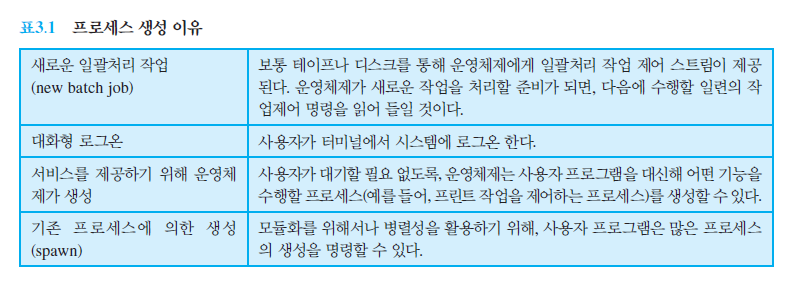 표3.1 프로세스 생성 이유
새로운 일괄처리 작업
(new batch job)
보통 테이프나 디스크를 통해 운영체제에게 일괄처리 작업 제어 스트림이 제공
된다. 운영체제가 새로운 작업을 처리할 준비가 되면, 다음에 수행할 일련의 작
업제어 명령을 읽어 들일 것이다.
대화형 로그온
사용자가 터미널에서 시스템에 로그온 한다.
서비스를 제공하기 위해 운영체
제가 생성
사용자가 대기할 필요 없도록, 운영체제는 사용자 프로그램을 대신해 어떤 기능을
수행할 프로세스(예를 들어, 프린트 작업을 제어하는 프로세스)를 생성할 수 있다.
기존 프로세스에 의한 생성
(spawn)
모듈화를 위해서나 병렬성을 활용하기 위해, 사용자 프로그램은 많은 프로세스
의 생성을 명령할 수 있다.